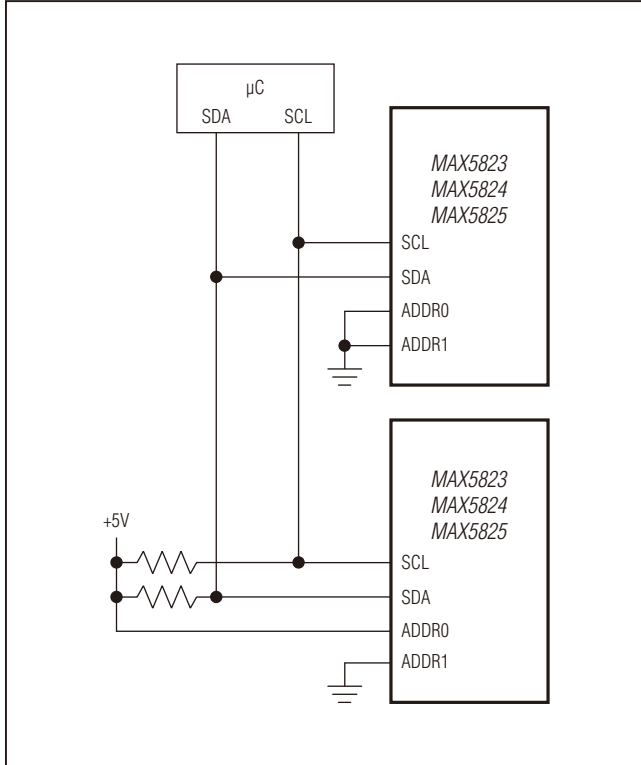 µC
SDA SCL
MAX5823
MAX5824
MAX5825
SCL
SDA
ADDR0
ADDR1
MAX5823
MAX5824
MAX5825
+5V
SCL
SDA
ADDR0
ADDR1